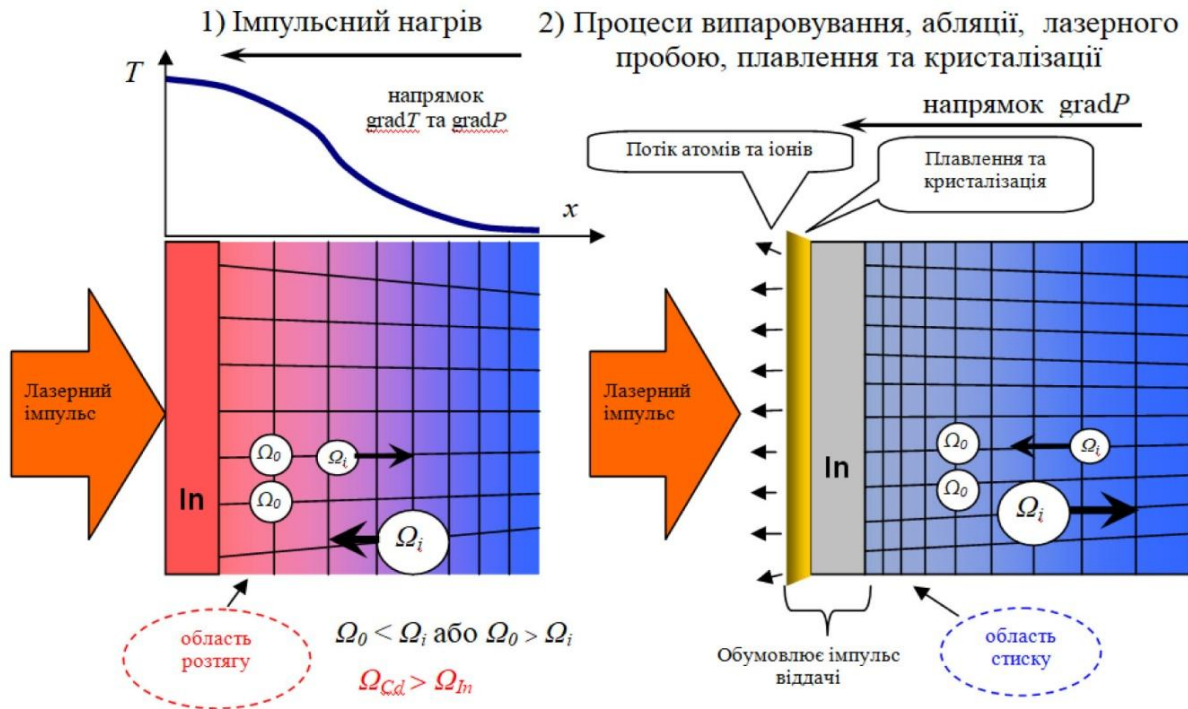 1) Імпульсний нагрів
2) Процеси випаровування, абляції, лазерного
пробою, плавлення та кристалізації
T
напрямок
gradT та gradP
x
Лазерний
імпульс
In
Ω₀
Ωᵢ
Ω₀
Ωᵢ
область
розтягу
Ω₀ < Ωᵢ або Ω₀ > Ωᵢ
Ω_Cd > Ω_In
напрямок gradP
Потік атомів та іонів
Плавлення та
кристалізація
Лазерний
імпульс
In
Ω₀
Ωᵢ
Ω₀
Ωᵢ
Обумовлює імпульс
віддачі
область
стиску